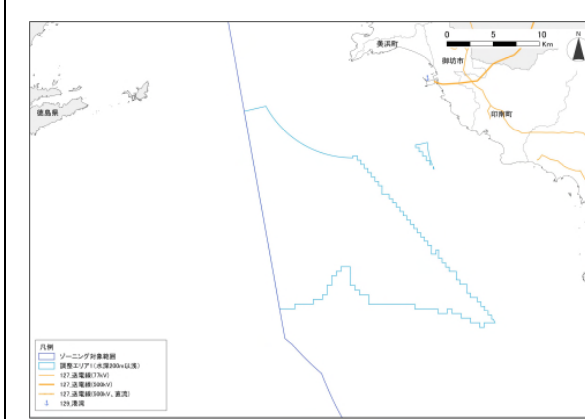 0 5 10
Km
美浜町
御坊市
印南町
徳島県
凡例
ゾーニング対象範囲
調整エリア1(水深200m以浅)
127_送電線(77kV)
127_送電線(500kV)
127_送電線(500kV、直流)
129_港湾